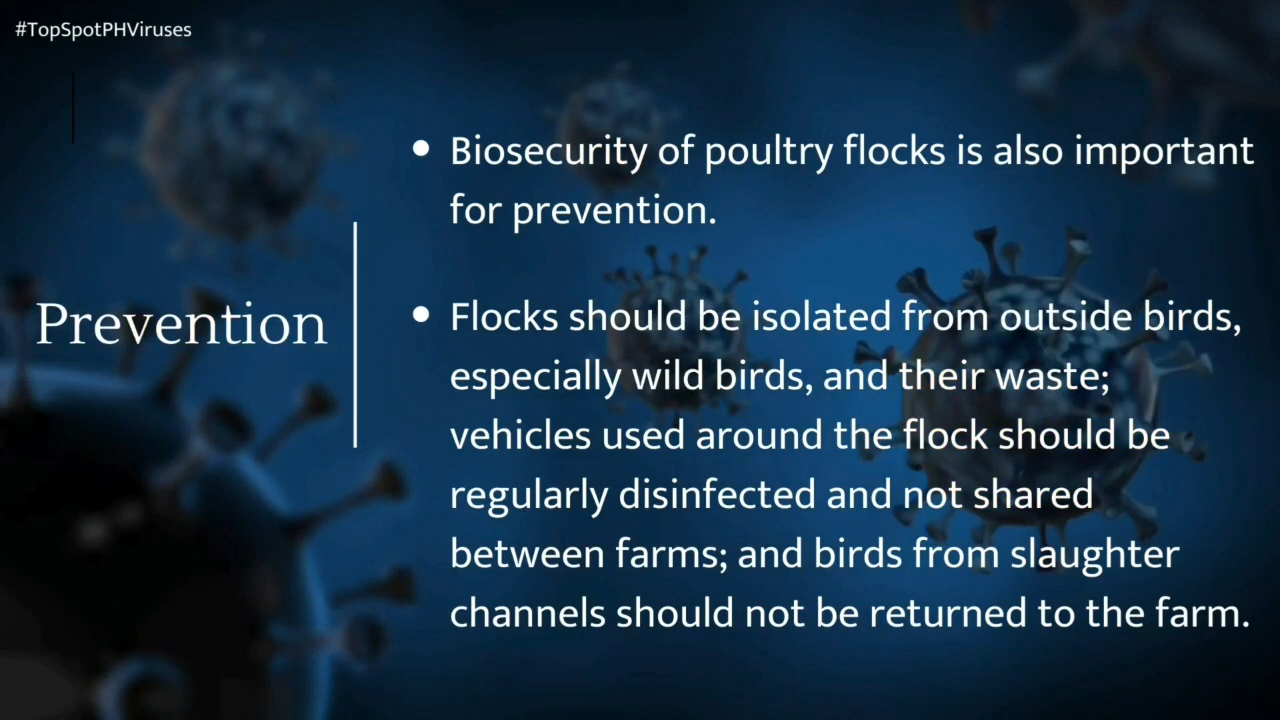 #TopSpotPHViruses
Prevention
• Biosecurity of poultry flocks is also important
for prevention.
• Flocks should be isolated from outside birds,
especially wild birds, and their waste;
vehicles used around the flock should be
regularly disinfected and not shared
between farms; and birds from slaughter
channels should not be returned to the farm.